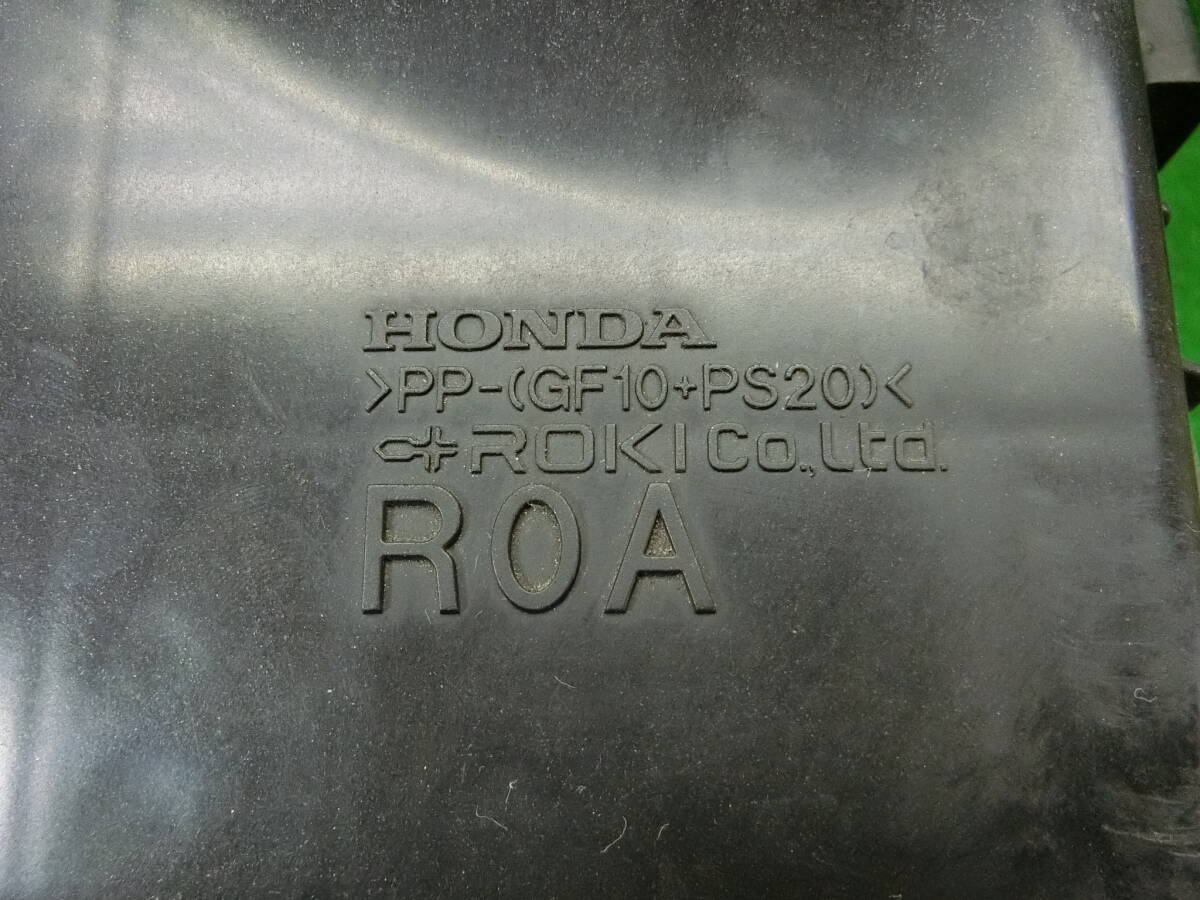 HONDA
>PP-(GF10+PS20)<
ROKI Co.,Ltd.
R0A